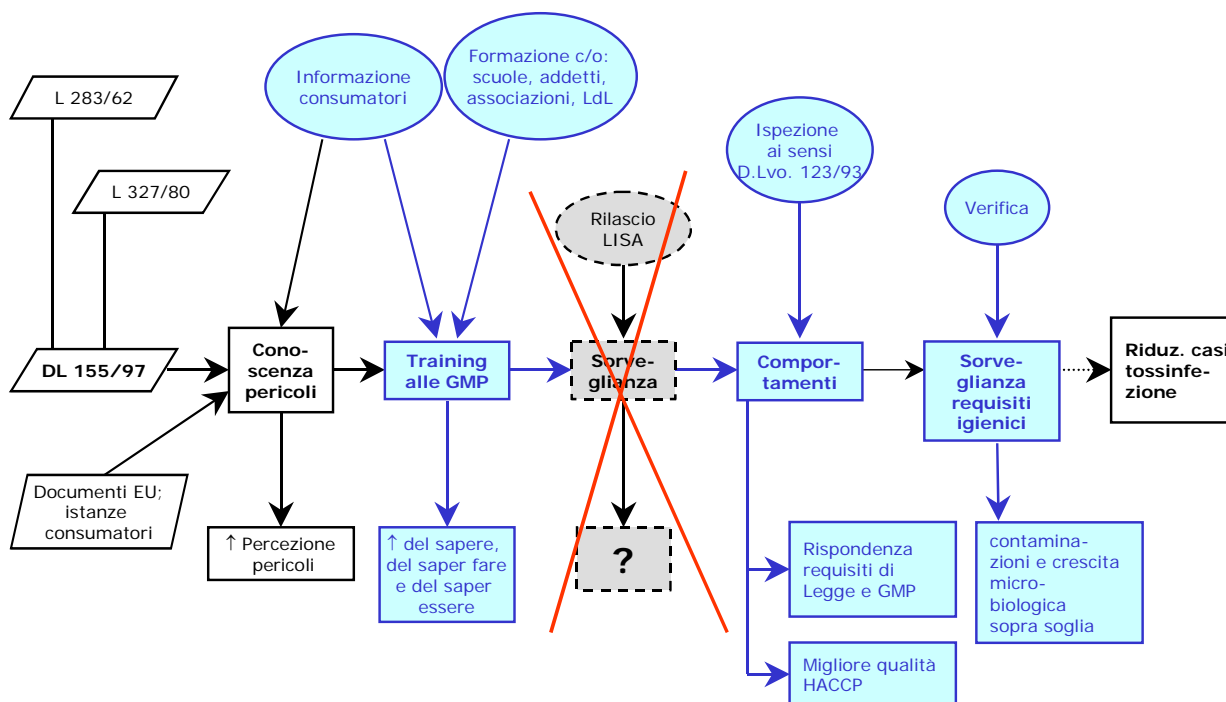 L 283/62
L 327/80
DL 155/97
Documenti EU;
istanze
consumatori
Informazione
consumatori
Formazione c/o:
scuole, addetti,
associazioni, LdL
Rilascio
LISA
Ispezione
ai sensi
D.Lvo. 123/93
Verifica
Cono-
scenza
pericoli
Training
alle GMP
Sorve-
glianza
Compor-
tamenti
Sorve-
glianza
requisiti
igienici
Riduz. casi
tossinfe-
zione
↑ Percezione
pericoli
↑ del sapere,
del saper fare
e del saper
essere
?
Rispondenza
requisiti di
Legge e GMP
Migliore qualità
HACCP
contamina-
zioni e crescita
micro-
biologica
sopra soglia